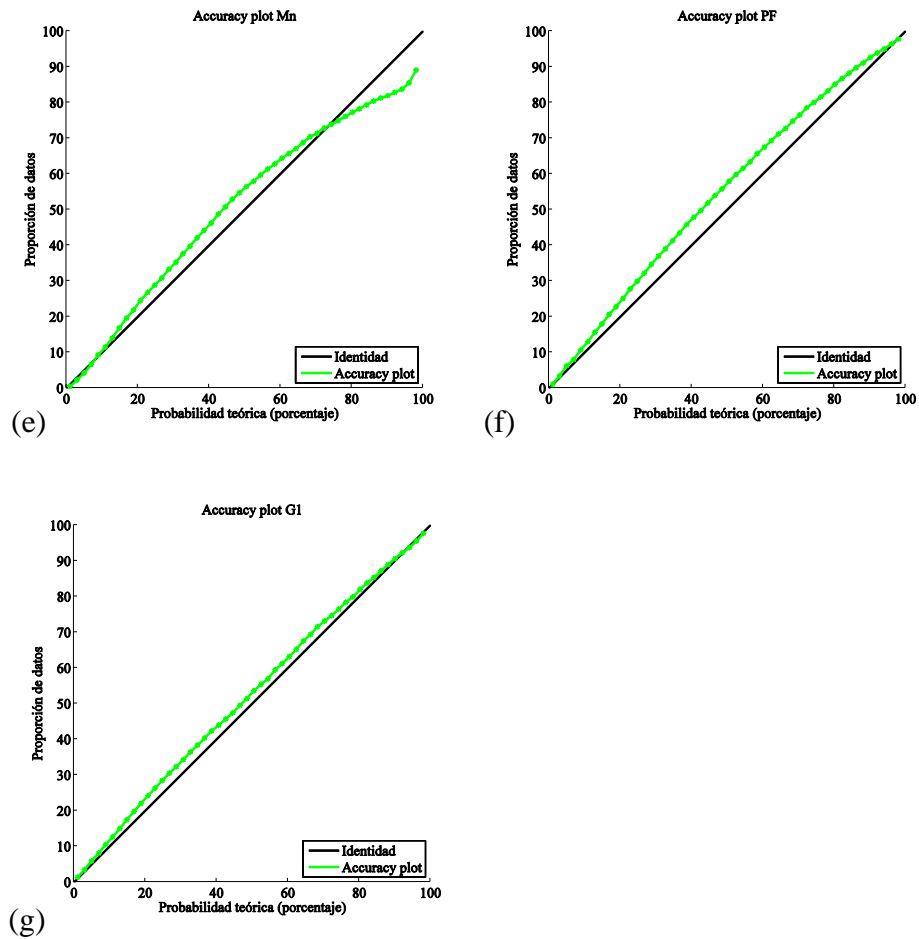 Accuracy plot Mn
100
90
80
70
60
50
40
30
20
10
0
Proporción de datos
0 20 40 60 80 100
Probabilidad teórica (porcentaje)
Identidad
Accuracy plot
(e)
Accuracy plot PF
100
90
80
70
60
50
40
30
20
10
0
Proporción de datos
0 20 40 60 80 100
Probabilidad teórica (porcentaje)
Identidad
Accuracy plot
(f)
Accuracy plot G1
100
90
80
70
60
50
40
30
20
10
0
Proporción de datos
0 20 40 60 80 100
Probabilidad teórica (porcentaje)
Identidad
Accuracy plot
(g)